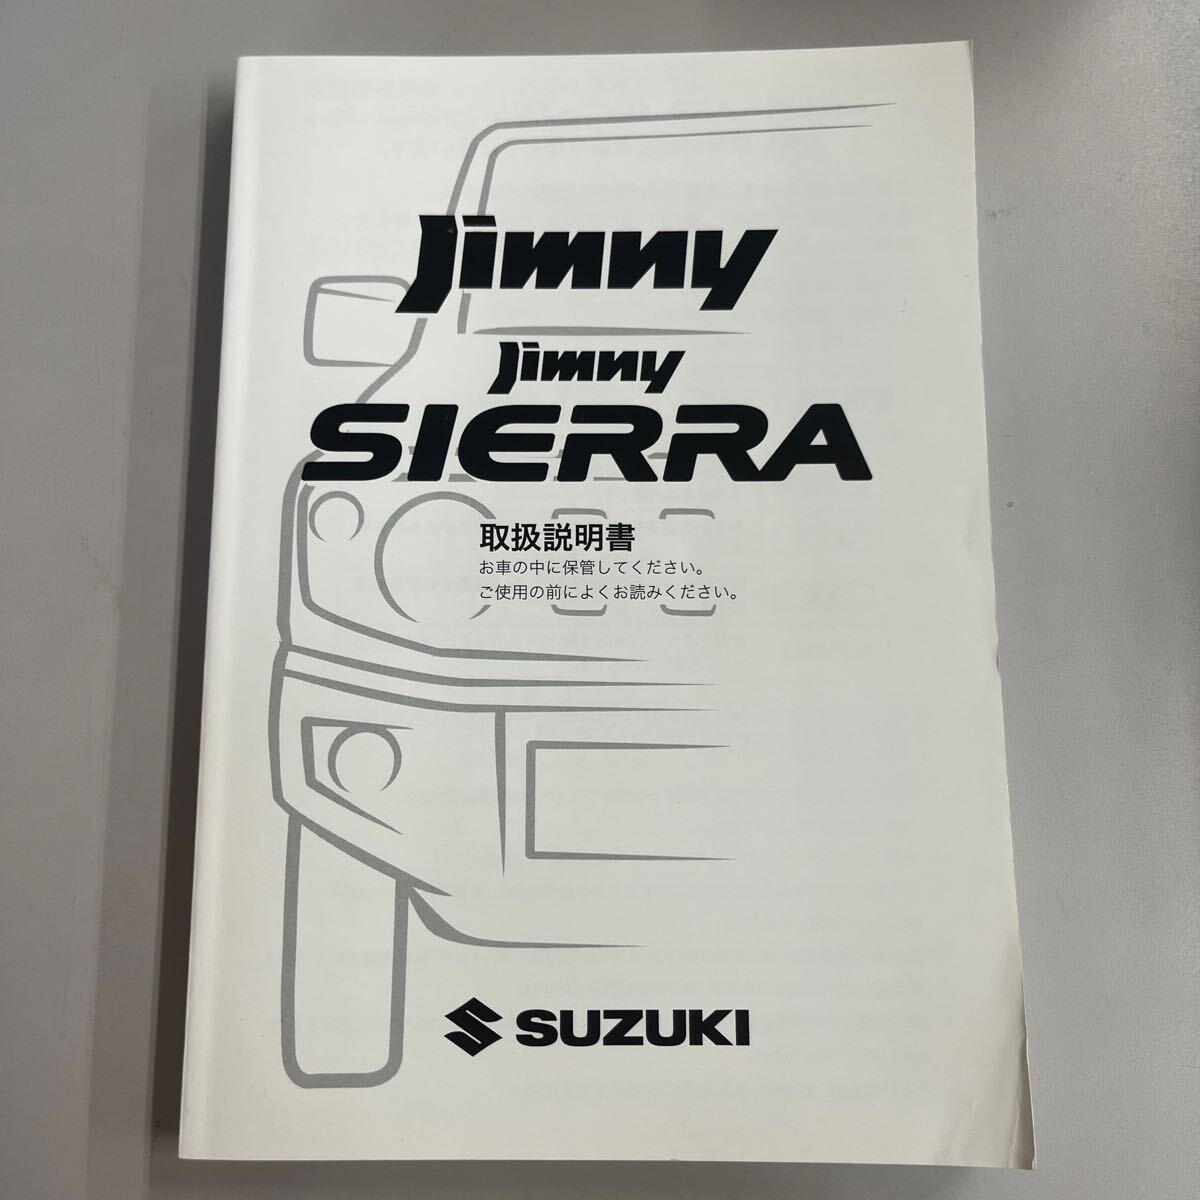 Jimny
Jimny
SIERRA
取扱説明書
お車の中に保管してください。
ご使用の前によくお読みください。
SUZUKI